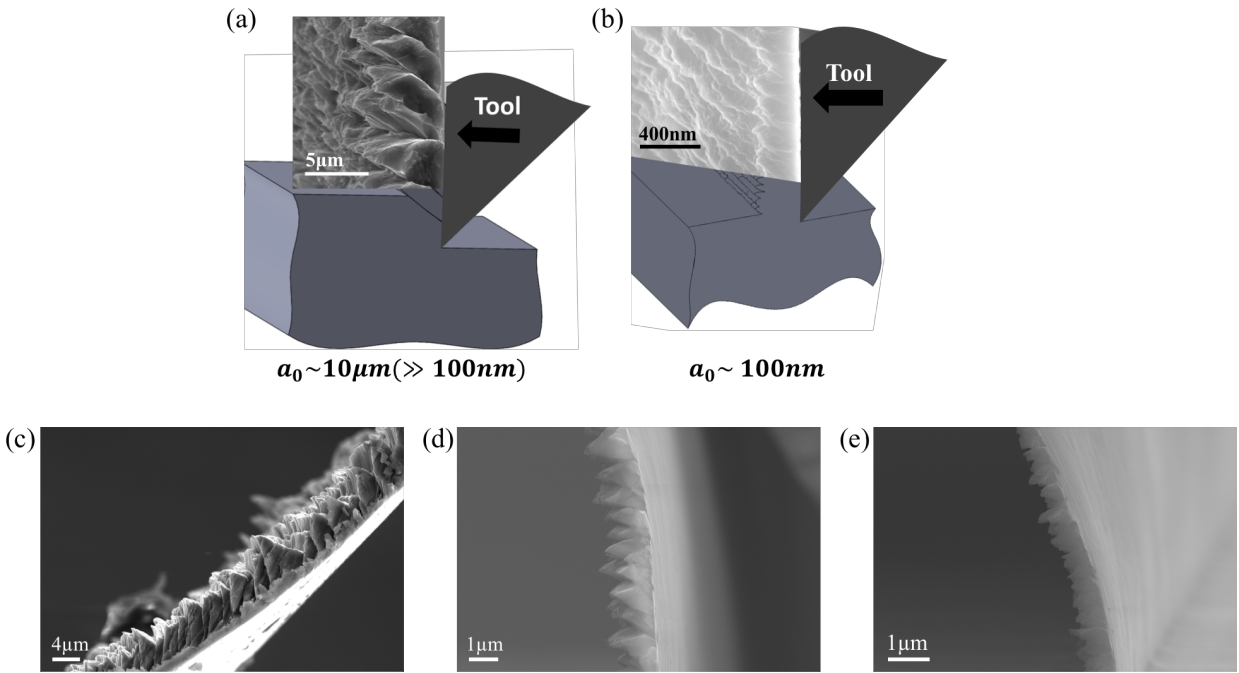 (a)
Tool
5μm
a₀~10μm(≫ 100nm)
(b)
Tool
400nm
a₀~ 100nm
(c)
4μm
(d)
1μm
(e)
1μm